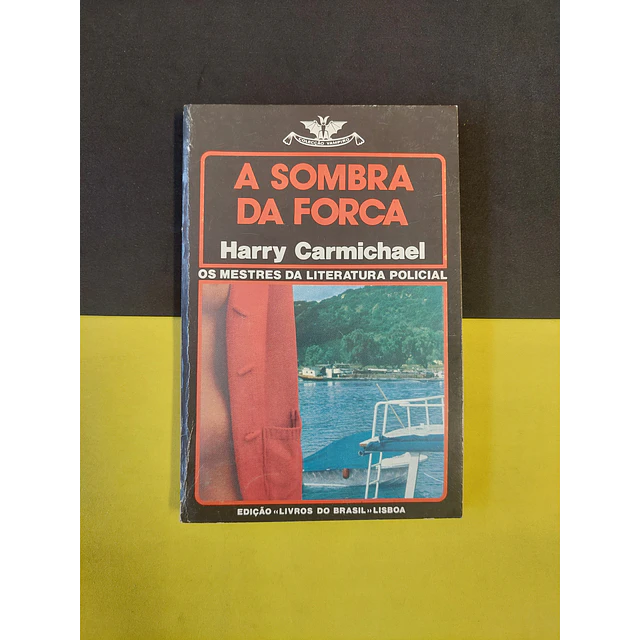 COLECÇÃO VAMPIRO
A SOMBRA
DA FORCA
Harry Carmichael
OS MESTRES DA LITERATURA POLICIAL
EDIÇÃO «LIVROS DO BRASIL» LISBOA